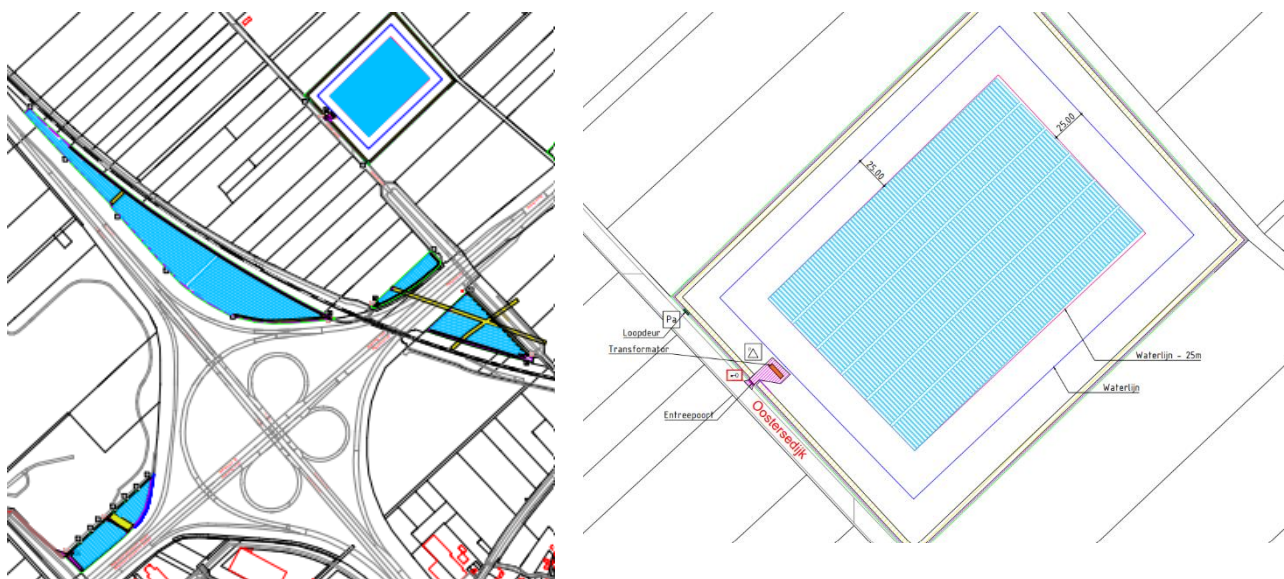 25.00
25.00
Pa
Loopdeur
Transformator
Entreepoort
Oostersedijk
Waterlijn - 25m
Waterlijn